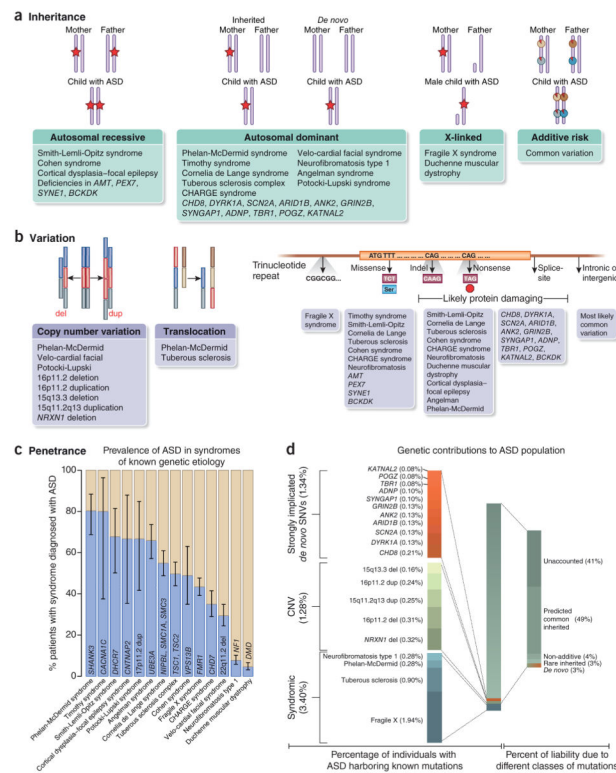 a Inheritance
Mother Father
Child with ASD
Autosomal recessive
Smith-Lemli-Opitz syndrome
Cohen syndrome
Cortical dysplasia–focal epilepsy
Deficiencies in AMT, PEX7,
SYNE1, BCKDK
Inherited De novo
Mother Father Mother Father
Child with ASD Child with ASD
Autosomal dominant
Phelan-McDermid syndrome Velo-cardial facial syndrome
Timothy syndrome Neurofibromatosis type 1
Cornelia de Lange syndrome Angelman syndrome
Tuberous sclerosis complex Potocki-Lupski syndrome
CHARGE syndrome
CHD8, DYRK1A, SCN2A, ARID1B, ANK2, GRIN2B,
SYNGAP1, ADNP, TBR1, POGZ, KATNAL2
Mother Father
Male child with ASD
X-linked
Fragile X syndrome
Duchenne muscular
dystrophy
Mother Father
Child with ASD
Additive risk
Common variation
b Variation
del dup
Copy number variation
Phelan-McDermid
Velo-cardial facial
Potocki-Lupski
16p11.2 deletion
16p11.2 duplication
15q13.3 deletion
15q11.2q13 duplication
NRXN1 deletion
Translocation
Phelan-McDermid
Tuberous sclerosis
ATG TTT ... ... ... ... CAG ... ... ... ... CAG ...
Trinucleotide
repeat
CGGCGG...
Missense Indel Nonsense
TCT CAAG TAG
Ser
Splice-
site
Intronic or
intergenic
Likely protein damaging
Fragile X
syndrome
Timothy syndrome
Smith-Lemli-Opitz
Cornelia de Lange
Tuberous sclerosis
Cohen syndrome
CHARGE syndrome
Neurofibromatosis
AMT
PEX7
SYNE1
BCKDK
Smith-Lemli-Opitz
Cornelia de Lange
Tuberous sclerosis
Cohen syndrome
CHARGE syndrome
Neurofibromatosis
Duchenne muscular
dystrophy
Cortical dysplasia–
focal epilepsy
Angelman
Phelan-McDermid
CHD8, DYRK1A,
SCN2A, ARID1B,
ANK2, GRIN2B,
SYNGAP1, ADNP,
TBR1, POGZ,
KATNAL2, BCKDK
Most likely
common
variation
c Penetrance
Prevalence of ASD in syndromes
of known genetic etiology
% patients with syndrome diagnosed with ASD
100
80
60
40
20
0
SHANK3
CACNA1C
DHCR7
CNTNAP2
17p11.2 dup
UBE3A
NIPBL, SMC1A, SMC3
TSC1, TSC2
VPS13B
FMR1
CHD7
22q11.2 del
NF1
DMD
Phelan-McDermid syndrome
Timothy syndrome
Smith-Lemli-Opitz syndrome
Cortical dysplasia–focal epilepsy syndrome
Potocki-Lupski syndrome
Angelman syndrome
Cornelia de Lange syndrome
Tuberous sclerosis complex
Cohen syndrome
Fragile X syndrome
CHARGE syndrome
Velo-cardial facial syndrome
Neurofibromatosis type 1
Duchenne muscular dystrophy
d
Genetic contributions to ASD population
Strongly implicated
de novo SNVs (1.34%)
KATNAL2 (0.08%)
POGZ (0.08%)
TBR1 (0.08%)
ADNP (0.10%)
SYNGAP1 (0.10%)
GRIN2B (0.13%)
ANK2 (0.13%)
ARID1B (0.13%)
SCN2A (0.13%)
DYRK1A (0.13%)
CHD8 (0.21%)
CNV
(1.28%)
15q13.3 del (0.16%)
16p11.2 dup (0.24%)
15q11.2q13 dup (0.25%)
16p11.2 del (0.31%)
NRXN1 del (0.32%)
Syndromic
(3.40%)
Neurofibromatosis type 1 (0.28%)
Phelan-McDermid (0.28%)
Tuberous sclerosis (0.90%)
Fragile X (1.94%)
Unaccounted (41%)
Predicted
common (49%)
inherited
Non-additive (4%)
Rare inherited (3%)
De novo (3%)
Percentage of individuals with
ASD harboring known mutations
Percent of liability due to
different classes of mutations